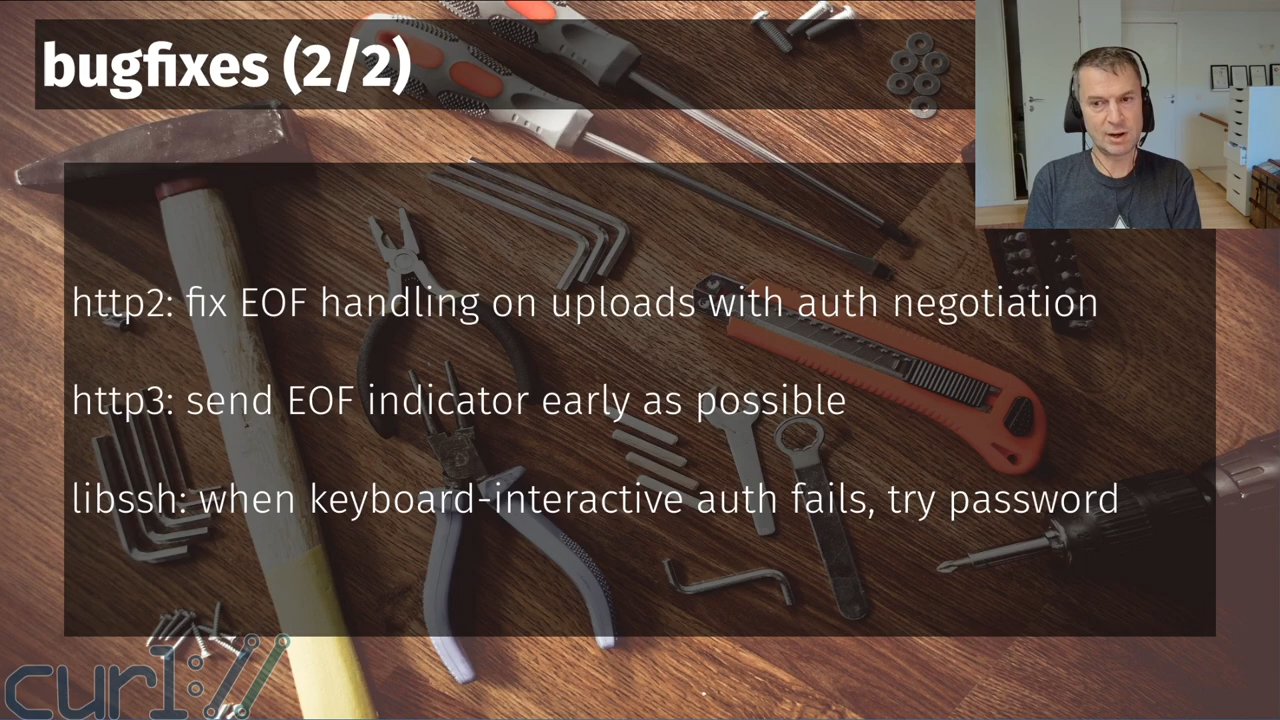 bugfixes (2/2)
http2: fix EOF handling on uploads with auth negotiation
http3: send EOF indicator early as possible
libssh: when keyboard-interactive auth fails, try password
curl://